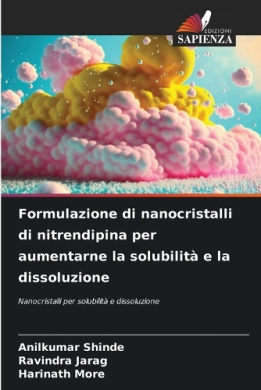 EDIZIONI
SAPIENZA
Formulazione di nanocristalli
di nitrendipina per
aumentarne la solubilità e la
dissoluzione
Nanocristalli per solubilità e dissoluzione
Anilkumar Shinde
Ravindra Jarag
Harinath More